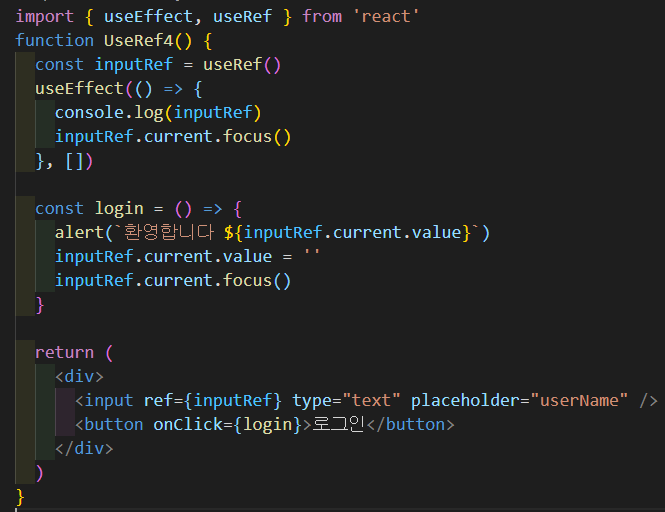 import { useEffect, useRef } from 'react'
function UseRef4() {
  const inputRef = useRef()
  useEffect(() => {
    console.log(inputRef)
    inputRef.current.focus()
  }, [])

  const login = () => {
    alert(`환영합니다 ${inputRef.current.value}`)
    inputRef.current.value = ''
    inputRef.current.focus()
  }

  return (
    <div>
      <input ref={inputRef} type="text" placeholder="userName" />
      <button onClick={login}>로그인</button>
    </div>
  )
}